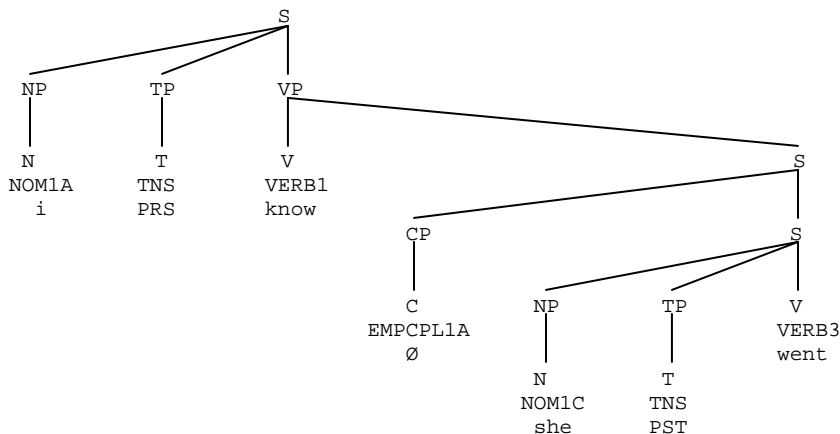 S
NP TP VP
N T V S
NOM1A TNS VERB1
i PRS know
CP S
C NP TP V
EMPCPL1A VERB3
Ø went
N T
NOM1C TNS
she PST